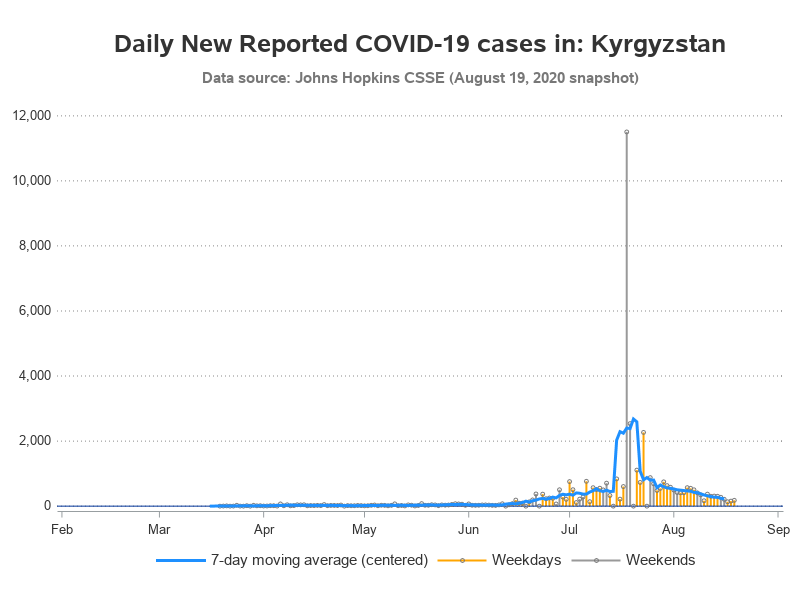 Daily New Reported COVID-19 cases in: Kyrgyzstan
Data source: Johns Hopkins CSSE (August 19, 2020 snapshot)
12,000
10,000
8,000
6,000
4,000
2,000
0
Feb Mar Apr May Jun Jul Aug Sep
7-day moving average (centered) Weekdays Weekends